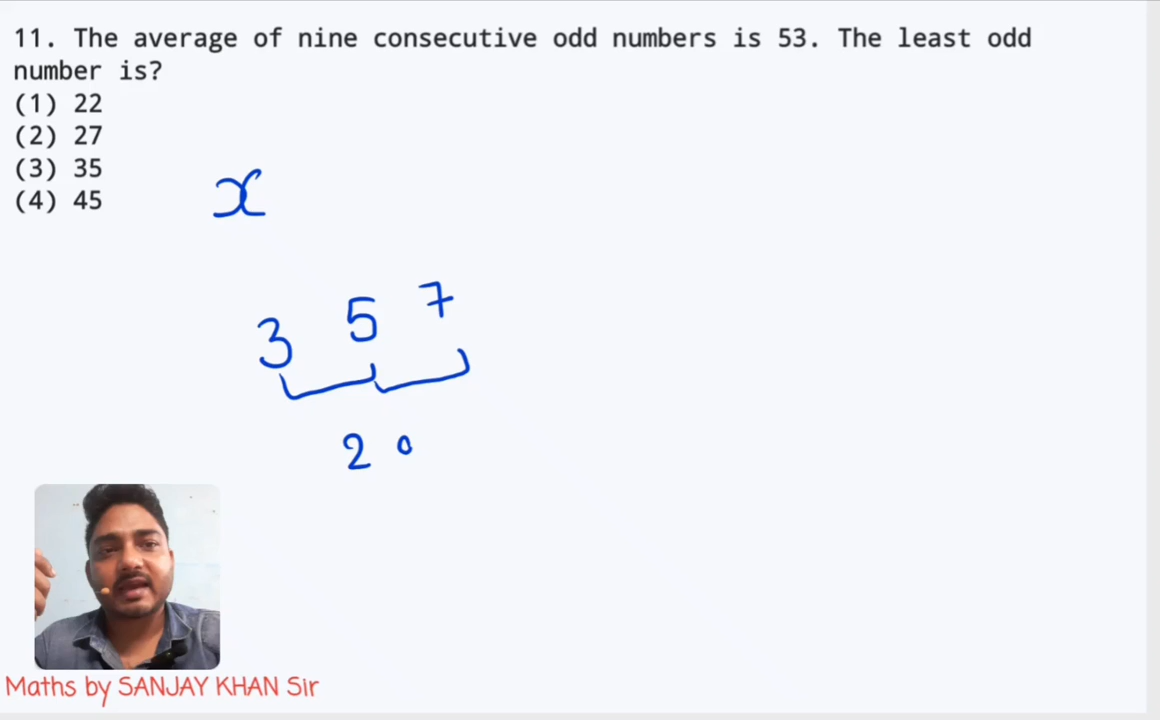 11. The average of nine consecutive odd numbers is 53. The least odd
number is?
(1) 22
(2) 27
(3) 35
(4) 45
x
3 5 7
2 0
Maths by SANJAY KHAN Sir